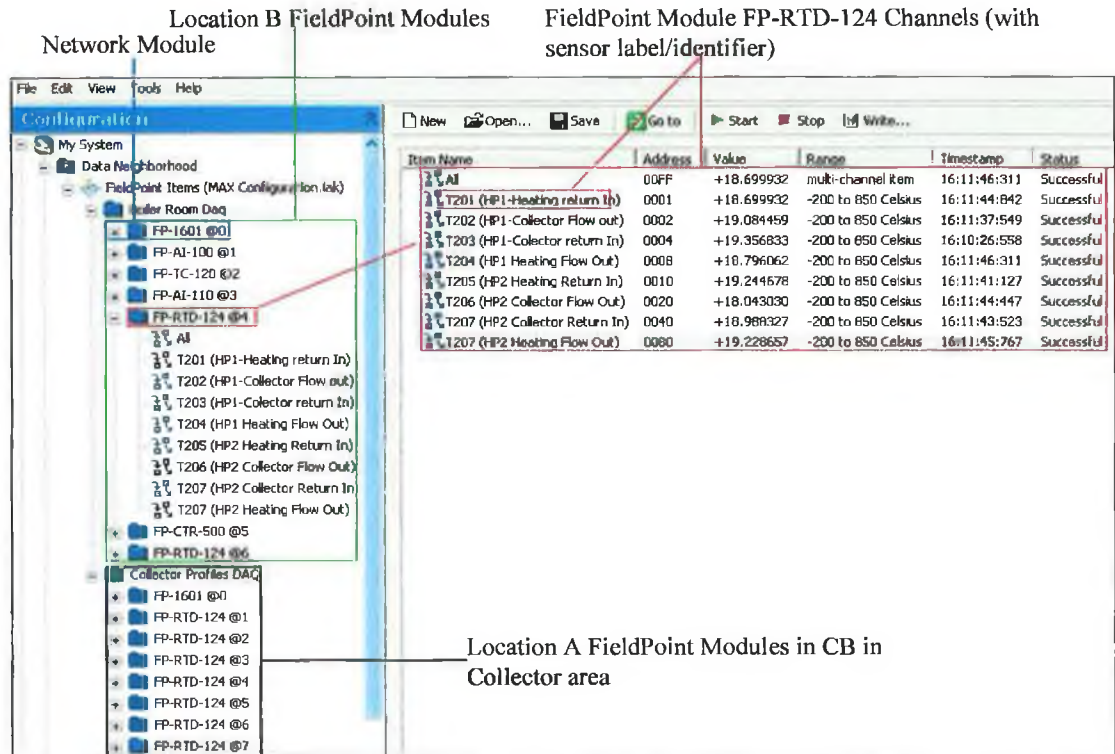 Location B FieldPoint Modules
FieldPoint Module FP-RTD-124 Channels (with
sensor label/identifier)
Network Module
File Edit View Tools Help
Configuration
New Open... Save Go to Start Stop Write...
My System
Data Neighborhood
FieldPoint Items (MAX Configuration.iak)
Boiler Room Daq
FP-1601 @0
FP-AI-100 @1
FP-TC-120 @2
FP-AI-110 @3
FP-RTD-124 @4
All
T201 (HP1-Heating return In)
T202 (HP1-Collector Flow out)
T203 (HP1-Colector return In)
T204 (HP1 Heating Flow Out)
T205 (HP2 Heating Return In)
T206 (HP2 Collector Flow Out)
T207 (HP2 Collector Return In
T207 (HP2 Heating Flow Out)
FP-CTR-500 @5
FP-RTD-124 @6
Collector Profiles DAQ
FP-1601 @0
FP-RTD-124 @1
FP-RTD-124 @2
FP-RTD-124 @3
FP-RTD-124 @4
FP-RTD-124 @5
FP-RTD-124 @6
FP-RTD-124 @7
Item Name Address Value Range Timestamp Status
All 00FF +18.699932 multi-channel item 16:11:46:311 Successful
T201 (HP1-Heating return In) 0001 +18.699932 -200 to 850 Celsius 16:11:44:842 Successful
T202 (HP1-Collector Flow out) 0002 +19.084459 -200 to 850 Celsius 16:11:37:549 Successful
T203 (HP1-Colector return In) 0004 +19.356833 -200 to 850 Celsius 16:10:26:558 Successful
T204 (HP1 Heating Flow Out) 0008 +18.796062 -200 to 850 Celsius 16:11:46:311 Successful
T205 (HP2 Heating Return In) 0010 +19.244678 -200 to 850 Celsius 16:11:41:127 Successful
T206 (HP2 Collector Flow Out) 0020 +18.043030 -200 to 850 Celsius 16:11:44:447 Successful
T207 (HP2 Collector Return In) 0040 +18.988327 -200 to 850 Celsius 16:11:43:523 Successful
T207 (HP2 Heating Flow Out) 0080 +19.228657 -200 to 850 Celsius 16:11:45:767 Successful
Location A FieldPoint Modules in CB in
Collector area